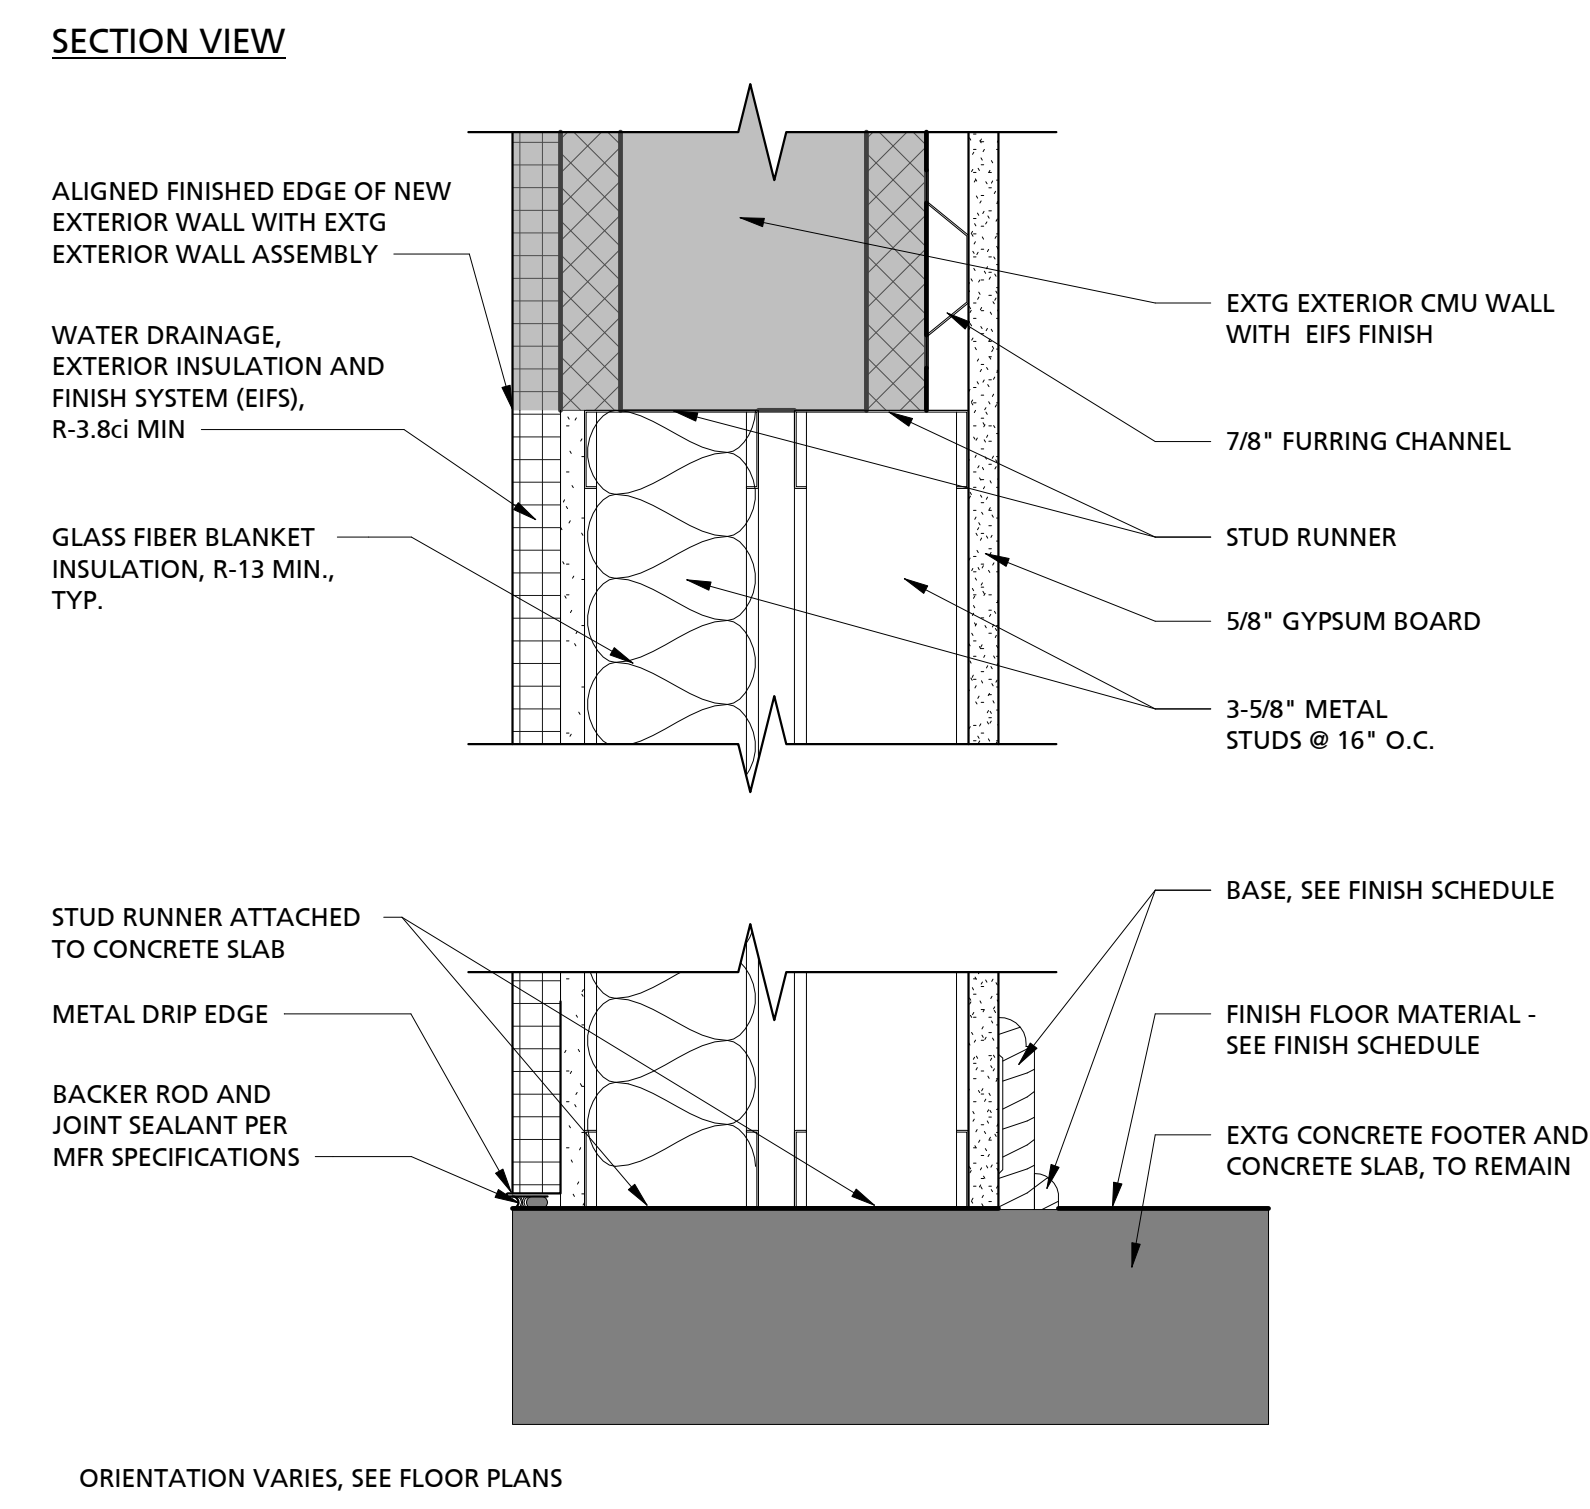 SECTION VIEW
ALIGNED FINISHED EDGE OF NEW
EXTERIOR WALL WITH EXTG
EXTERIOR WALL ASSEMBLY
WATER DRAINAGE,
EXTERIOR INSULATION AND
FINISH SYSTEM (EIFS),
R-3.8ci MIN
GLASS FIBER BLANKET
INSULATION, R-13 MIN.,
TYP.
EXTG EXTERIOR CMU WALL
WITH EIFS FINISH
7/8" FURRING CHANNEL
STUD RUNNER
5/8" GYPSUM BOARD
3-5/8" METAL
STUDS @ 16" O.C.
STUD RUNNER ATTACHED
TO CONCRETE SLAB
METAL DRIP EDGE
BACKER ROD AND
JOINT SEALANT PER
MFR SPECIFICATIONS
BASE, SEE FINISH SCHEDULE
FINISH FLOOR MATERIAL -
SEE FINISH SCHEDULE
EXTG CONCRETE FOOTER AND
CONCRETE SLAB, TO REMAIN
ORIENTATION VARIES, SEE FLOOR PLANS